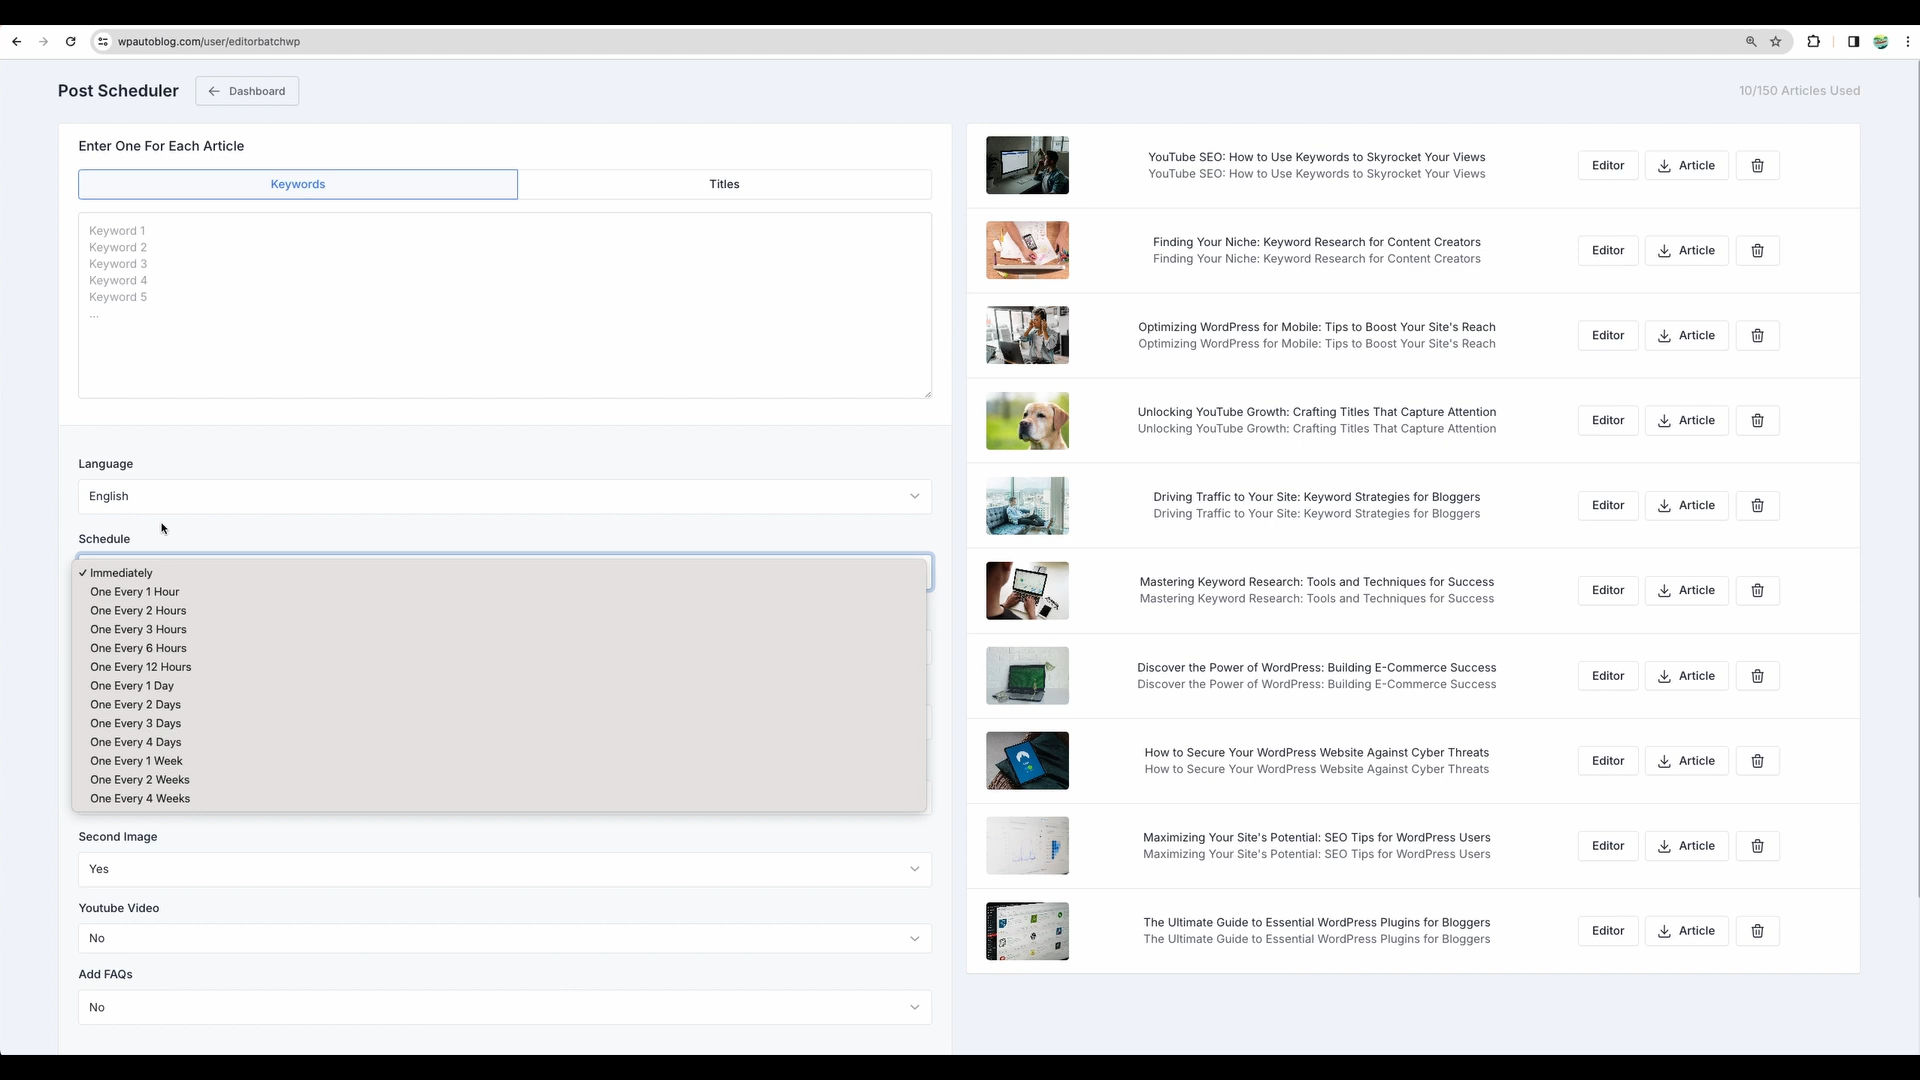 wpautoblog.com/user/editorbatchwp
Post Scheduler
Dashboard
10/150 Articles Used
Enter One For Each Article
Keywords
Titles
Keyword 1
Keyword 2
Keyword 3
Keyword 4
Keyword 5
...
Language
English
Schedule
✓ Immediately
One Every 1 Hour
One Every 2 Hours
One Every 3 Hours
One Every 6 Hours
One Every 12 Hours
One Every 1 Day
One Every 2 Days
One Every 3 Days
One Every 4 Days
One Every 1 Week
One Every 2 Weeks
One Every 4 Weeks
Second Image
Yes
Youtube Video
No
Add FAQs
No
YouTube SEO: How to Use Keywords to Skyrocket Your Views
YouTube SEO: How to Use Keywords to Skyrocket Your Views
Editor
Article
Finding Your Niche: Keyword Research for Content Creators
Finding Your Niche: Keyword Research for Content Creators
Editor
Article
Optimizing WordPress for Mobile: Tips to Boost Your Site's Reach
Optimizing WordPress for Mobile: Tips to Boost Your Site's Reach
Editor
Article
Unlocking YouTube Growth: Crafting Titles That Capture Attention
Unlocking YouTube Growth: Crafting Titles That Capture Attention
Editor
Article
Driving Traffic to Your Site: Keyword Strategies for Bloggers
Driving Traffic to Your Site: Keyword Strategies for Bloggers
Editor
Article
Mastering Keyword Research: Tools and Techniques for Success
Mastering Keyword Research: Tools and Techniques for Success
Editor
Article
Discover the Power of WordPress: Building E-Commerce Success
Discover the Power of WordPress: Building E-Commerce Success
Editor
Article
How to Secure Your WordPress Website Against Cyber Threats
How to Secure Your WordPress Website Against Cyber Threats
Editor
Article
Maximizing Your Site's Potential: SEO Tips for WordPress Users
Maximizing Your Site's Potential: SEO Tips for WordPress Users
Editor
Article
The Ultimate Guide to Essential WordPress Plugins for Bloggers
The Ultimate Guide to Essential WordPress Plugins for Bloggers
Editor
Article